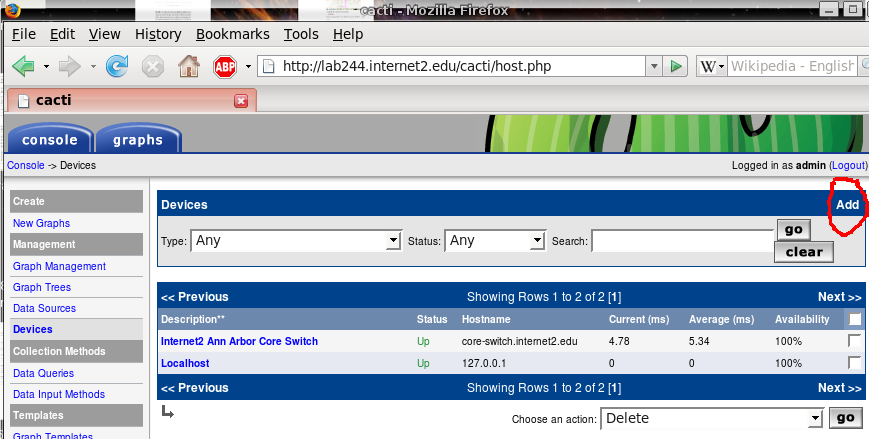 cacti - Mozilla Firefox
File Edit View History Bookmarks Tools Help
ABP http://lab244.internet2.edu/cacti/host.php W Wikipedia - English
cacti
console graphs
Console -> Devices Logged in as admin (Logout)
Create
New Graphs
Management
Graph Management
Graph Trees
Data Sources
Devices
Collection Methods
Data Queries
Data Input Methods
Templates
Graph Templates
Devices Add
Type: Any Status: Any Search: go
clear
<< Previous Showing Rows 1 to 2 of 2 [1] Next >>
Description** Status Hostname Current (ms) Average (ms) Availability
Internet2 Ann Arbor Core Switch Up core-switch.internet2.edu 4.78 5.34 100%
Localhost Up 127.0.0.1 0 0 100%
<< Previous Showing Rows 1 to 2 of 2 [1] Next >>
Choose an action: Delete go